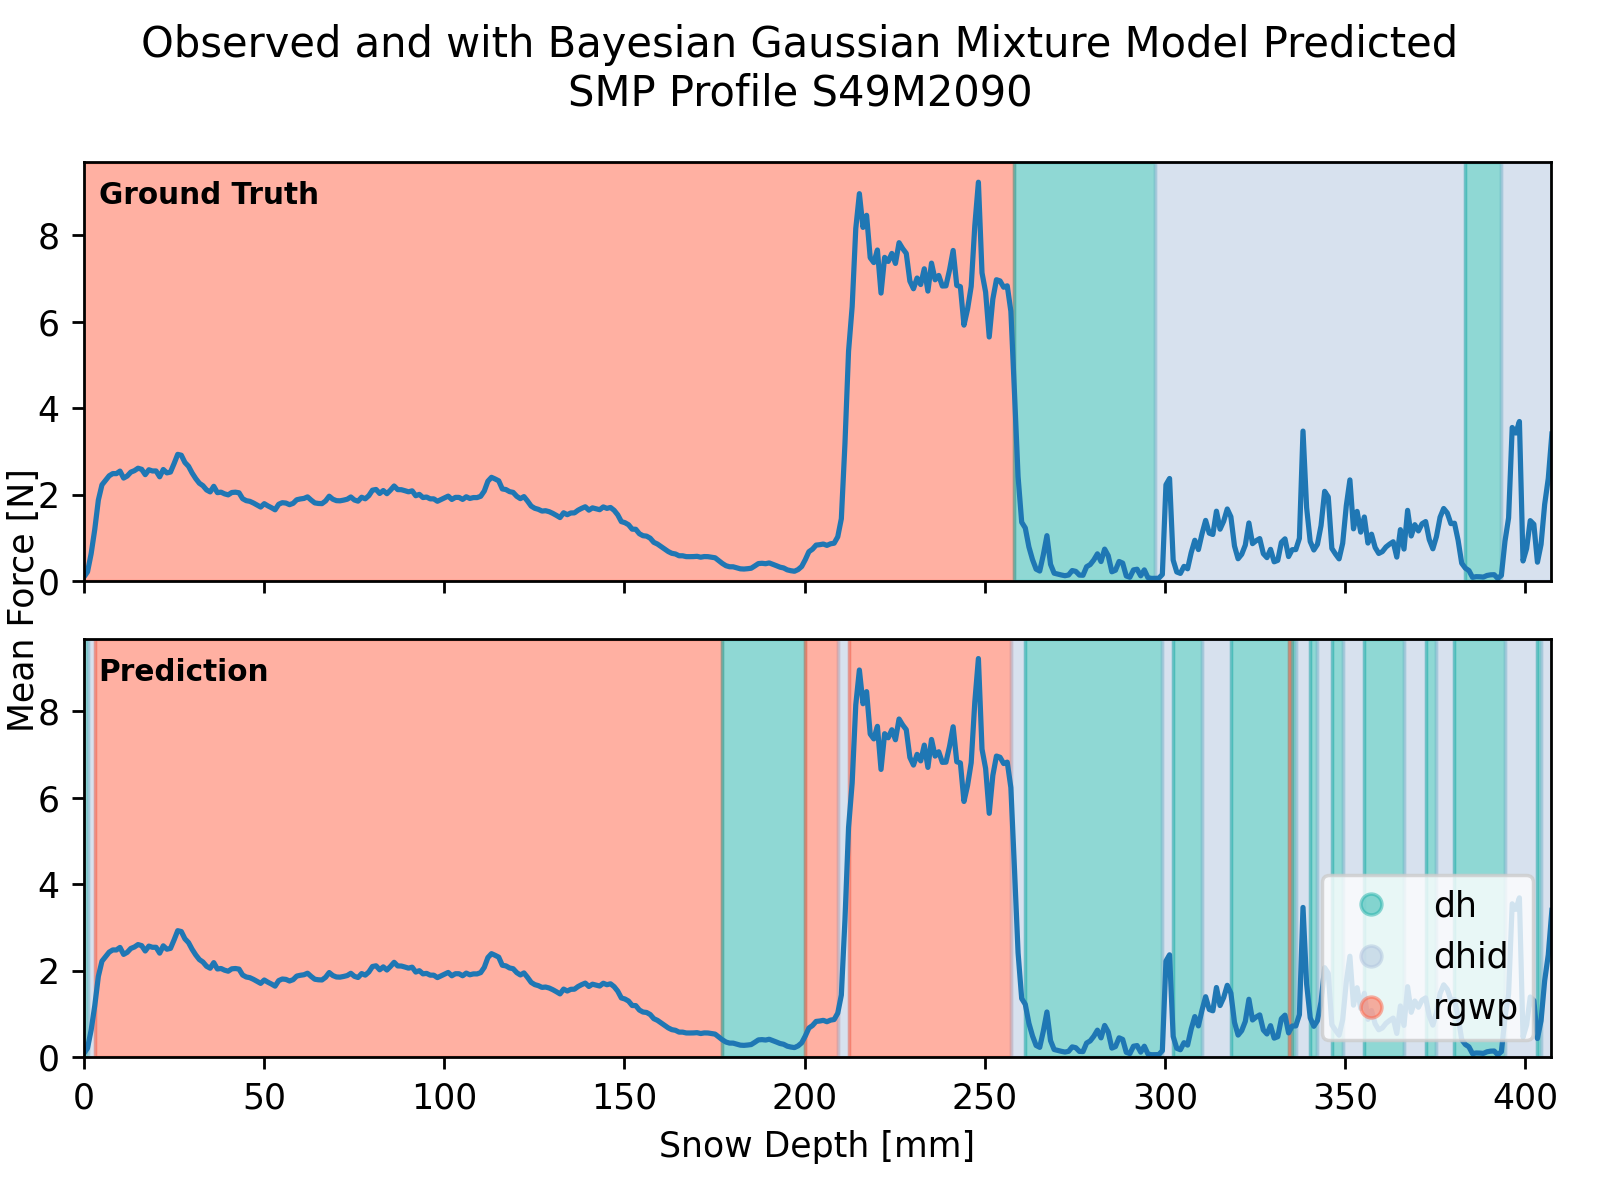 Observed and with Bayesian Gaussian Mixture Model Predicted
SMP Profile S49M2090
Ground Truth
8
6
4
2
0
Mean Force [N]
Prediction
8
6
4
2
0
dh
dhid
rgwp
0 50 100 150 200 250 300 350 400
Snow Depth [mm]